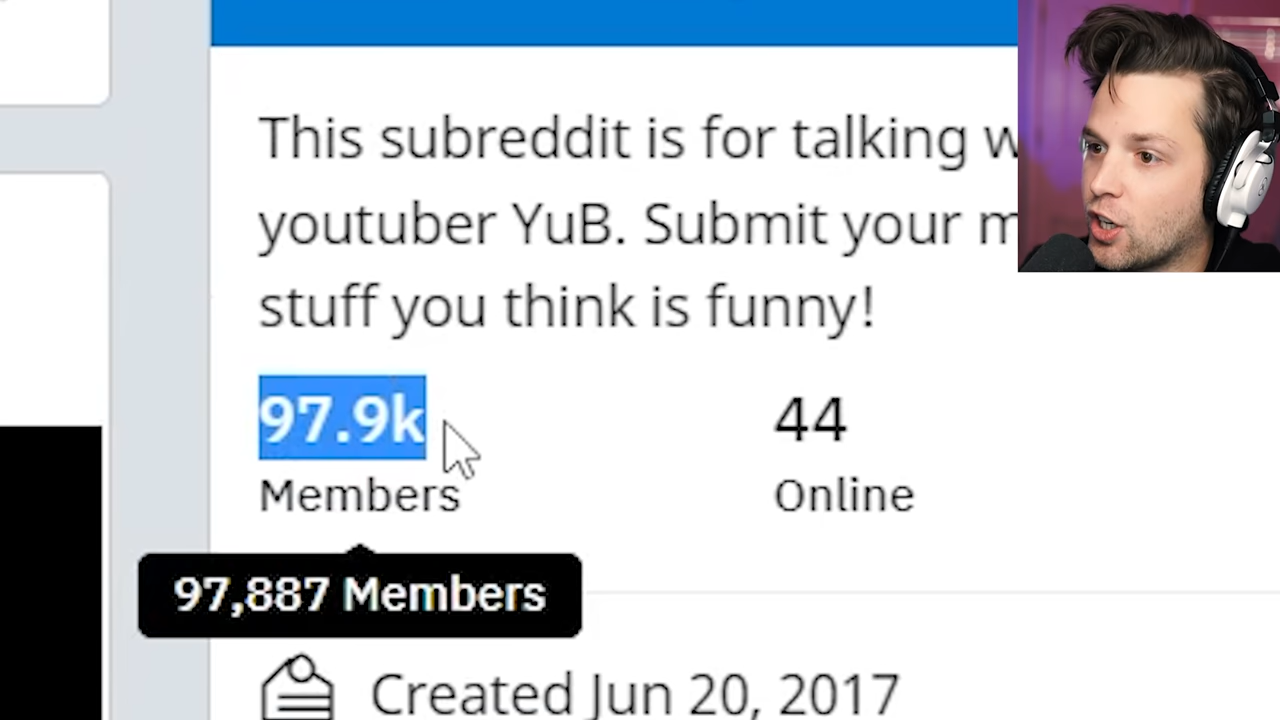 This subreddit is for talking w
youtuber YuB. Submit your m
stuff you think is funny!
97.9k
44
Members
Online
97,887 Members
Created Jun 20, 2017